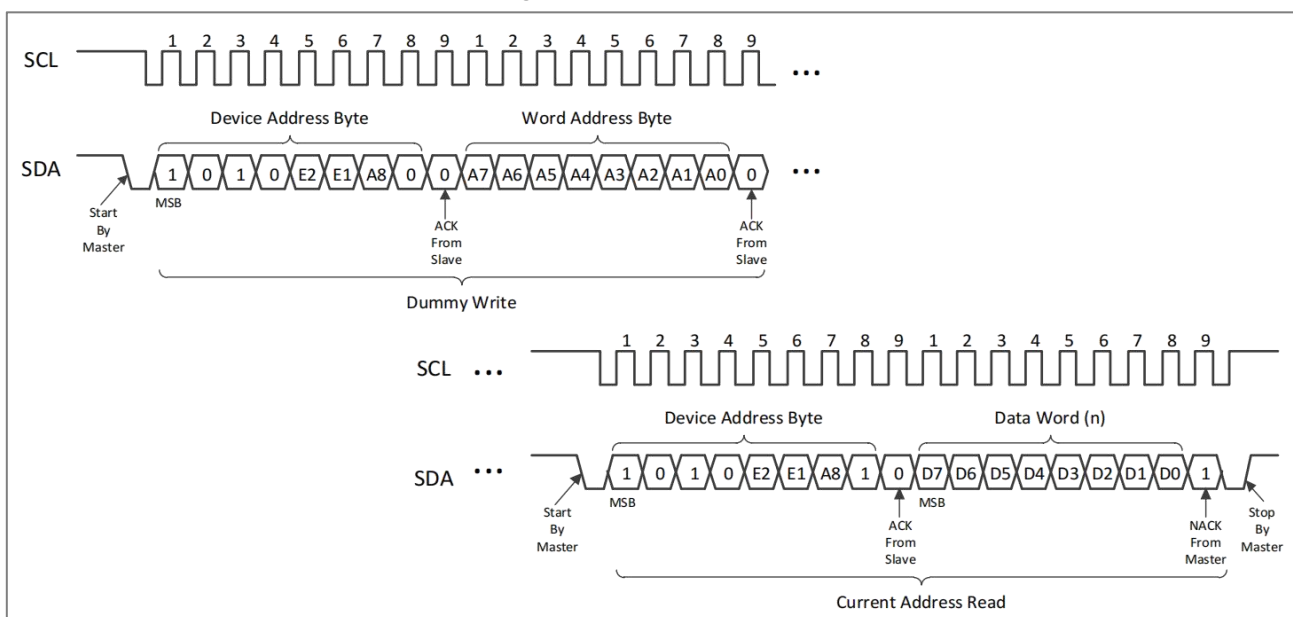 1 2 3 4 5 6 7 8 9 1 2 3 4 5 6 7 8 9
SCL ...
Device Address Byte Word Address Byte
SDA 1 0 1 0 E2 E1 A8 0 0 A7 A6 A5 A4 A3 A2 A1 A0 0 ...
MSB
Start
By
Master
ACK
From
Slave
ACK
From
Slave
Dummy Write
1 2 3 4 5 6 7 8 9 1 2 3 4 5 6 7 8 9
SCL ...
Device Address Byte Data Word (n)
SDA ... 1 0 1 0 E2 E1 A8 1 0 D7 D6 D5 D4 D3 D2 D1 D0 1
MSB MSB
Start
By
Master
ACK
From
Slave
NACK
From
Master
Stop
By
Master
Current Address Read